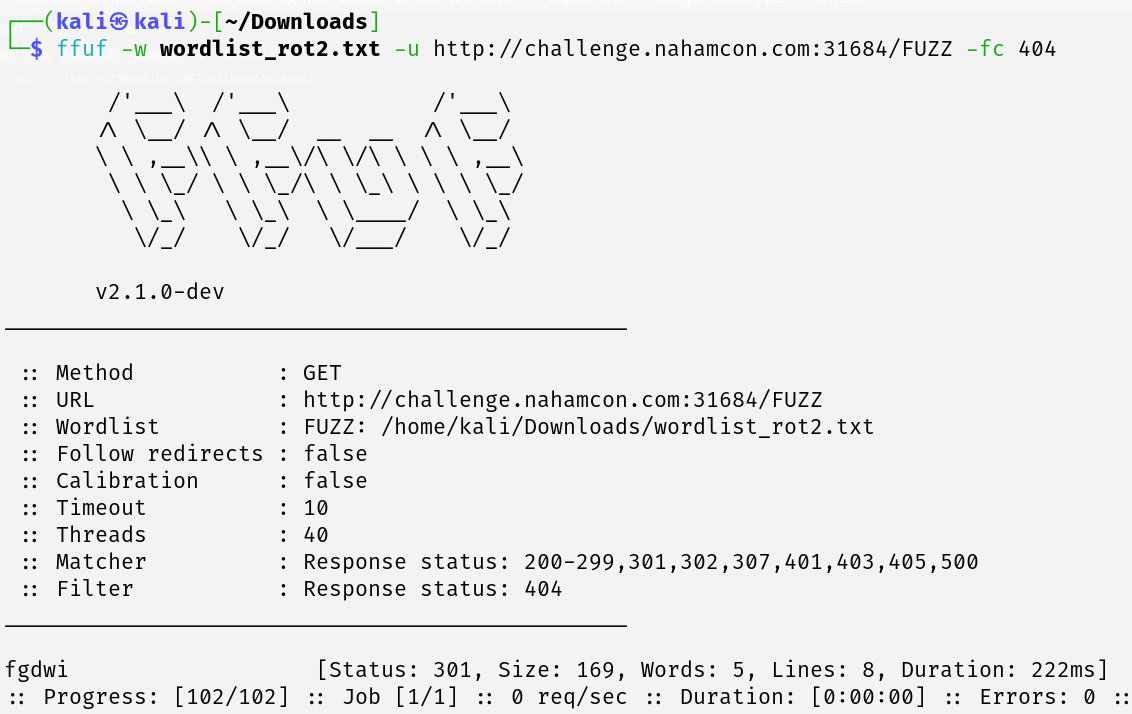 ┌──(kali㉿kali)-[~/Downloads]
└─$ ffuf -w wordlist_rot2.txt -u http://challenge.nahamcon.com:31684/FUZZ -fc 404
        /'___\  /'___\           /'___\
       /\ \__/ /\ \__/  __  __  /\ \__/
       \ \ ,__\\ \ ,__\/\ \/\ \ \ \ ,__\
        \ \ \_/ \ \ \_/\ \ \_\ \ \ \ \_/
         \ \_\   \ \_\  \ \____/  \ \_\
          \/_/    \/_/   \/___/    \/_/
       v2.1.0-dev
________________________________________________
 :: Method           : GET
 :: URL              : http://challenge.nahamcon.com:31684/FUZZ
 :: Wordlist         : FUZZ: /home/kali/Downloads/wordlist_rot2.txt
 :: Follow redirects : false
 :: Calibration      : false
 :: Timeout          : 10
 :: Threads          : 40
 :: Matcher          : Response status: 200-299,301,302,307,401,403,405,500
 :: Filter           : Response status: 404
________________________________________________
fgdwi                   [Status: 301, Size: 169, Words: 5, Lines: 8, Duration: 222ms]
:: Progress: [102/102] :: Job [1/1] :: 0 req/sec :: Duration: [0:00:00] :: Errors: 0 ::